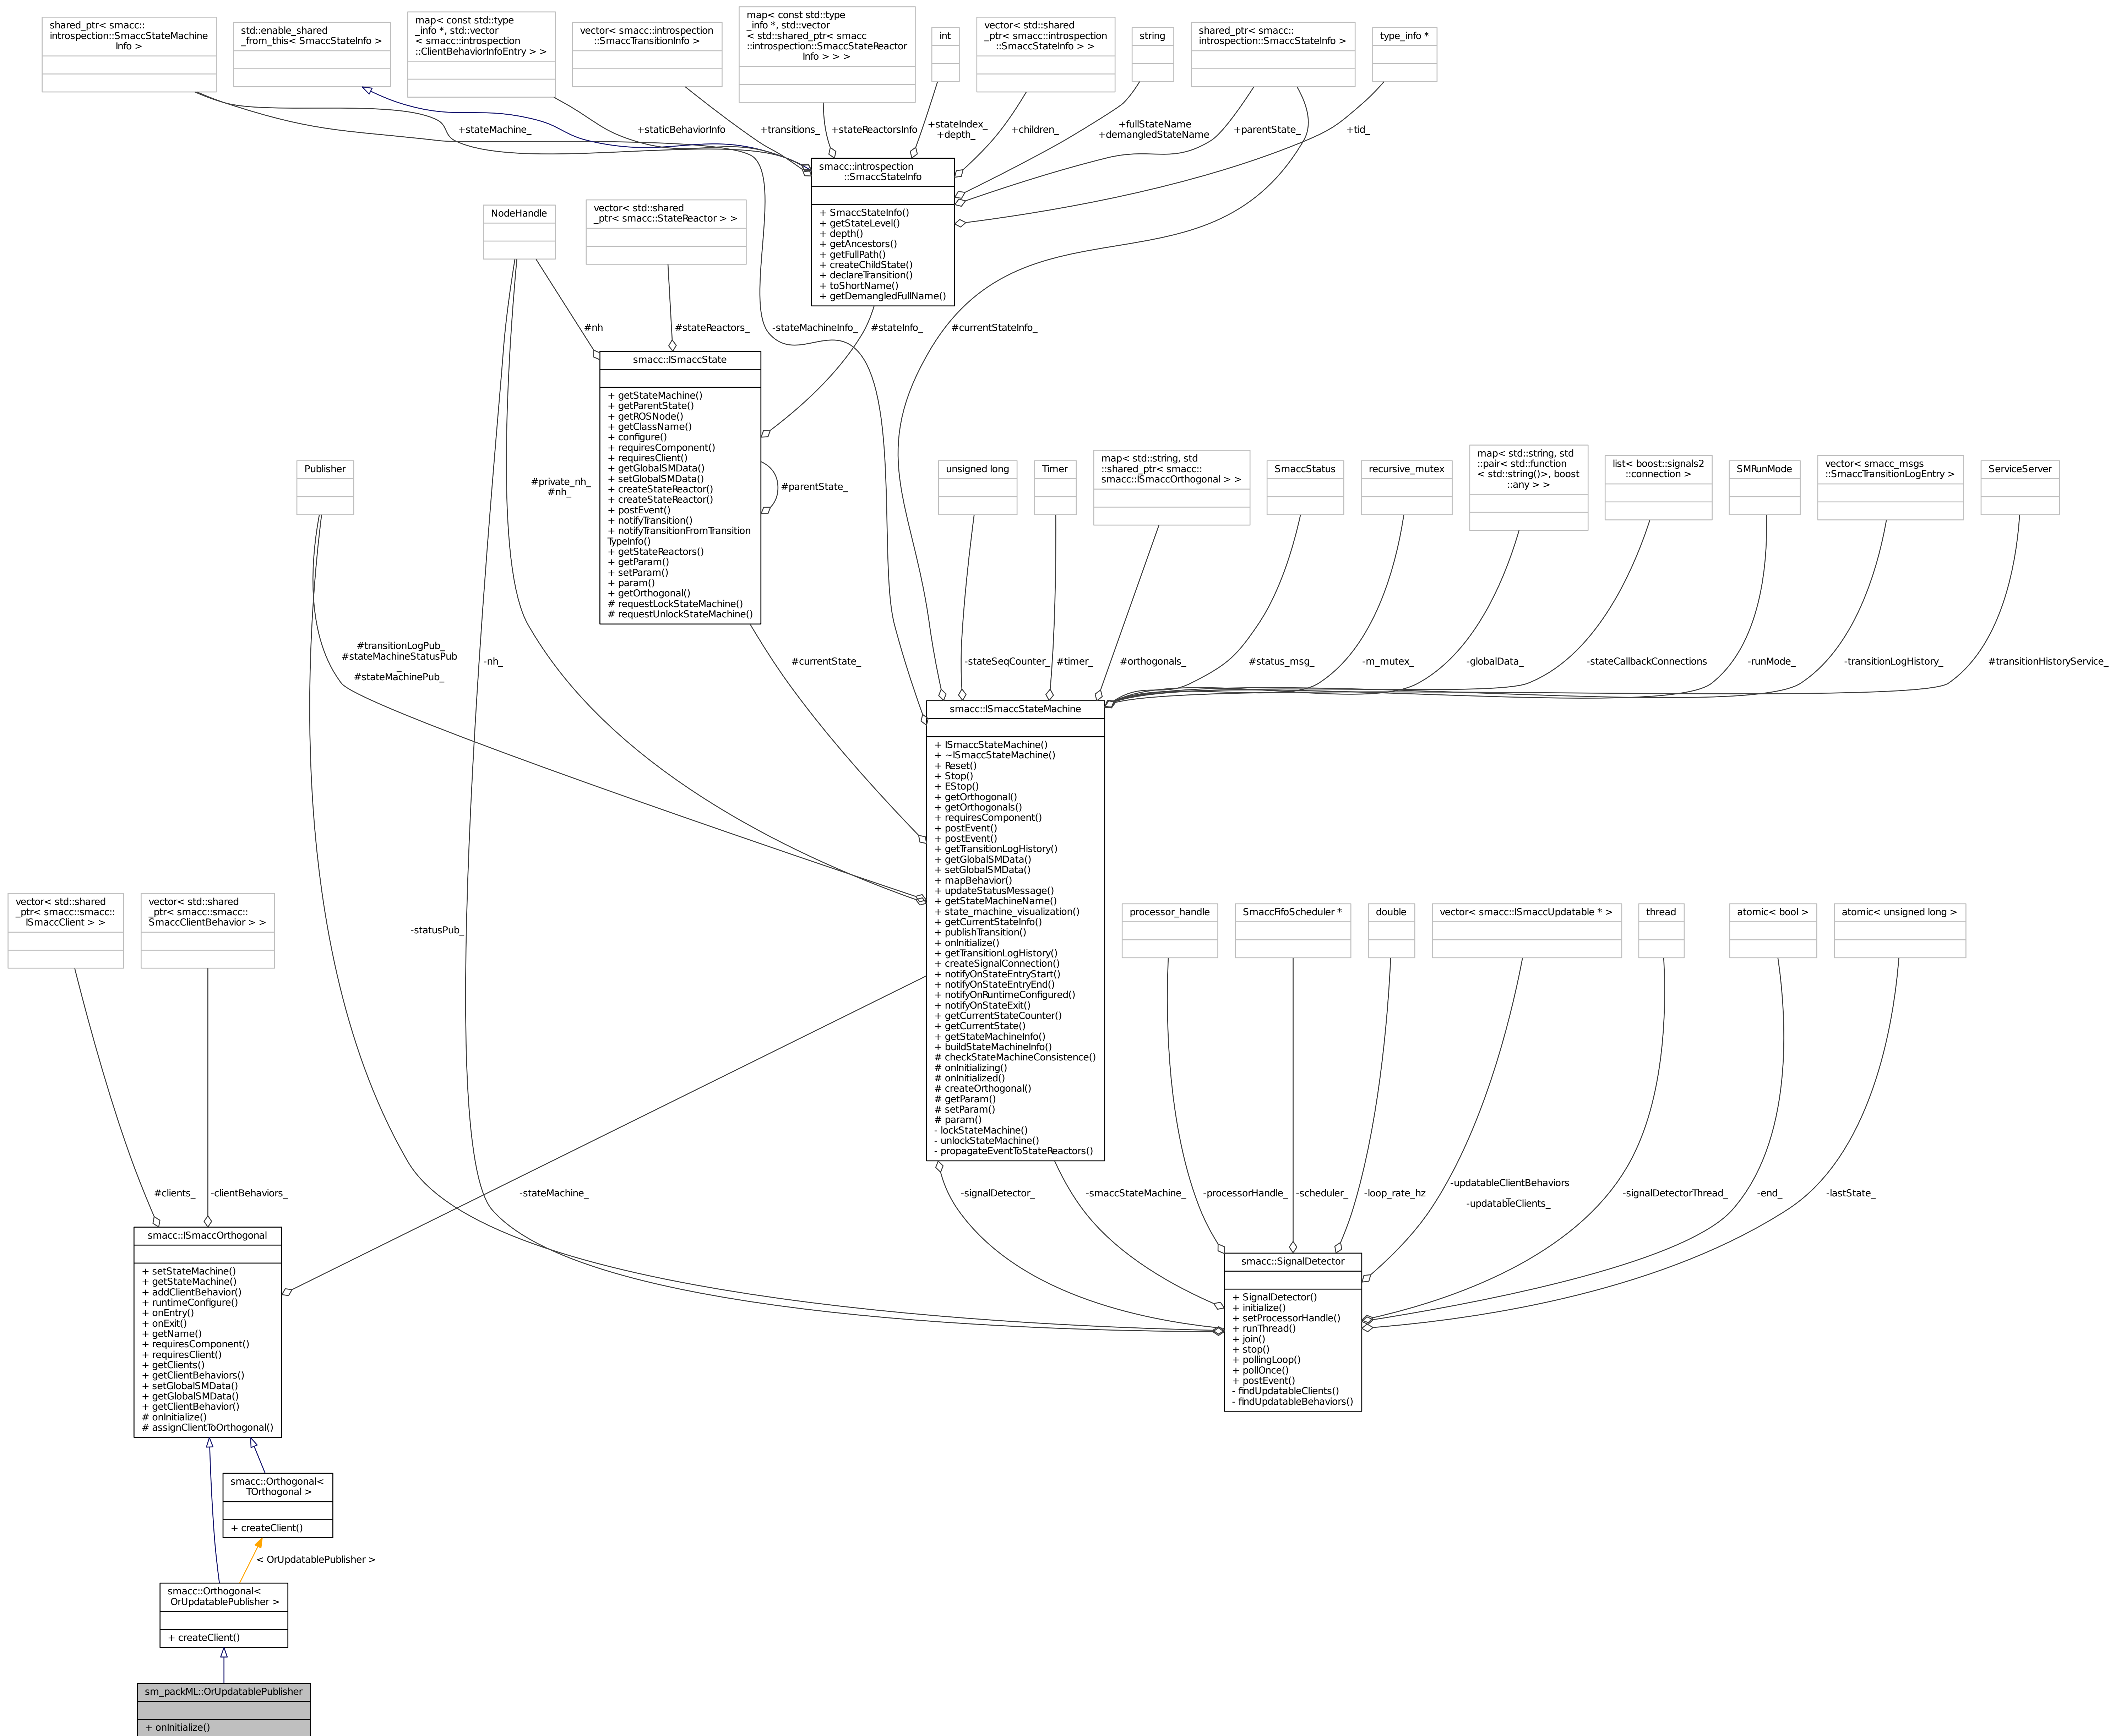 shared_ptr< smacc::
introspection::SmaccStateMachine
Info >
std::enable_shared
_from_this< SmaccStateInfo >
map< const std::type
_info *, std::vector
< smacc::introspection
::ClientBehaviorInfoEntry > >
vector< smacc::introspection
::SmaccTransitionInfo >
map< const std::type
_info *, std::vector
< std::shared_ptr< smacc
::introspection::SmaccStateReactor
Info > > >
int
vector< std::shared
_ptr< smacc::introspection
::SmaccStateInfo > >
string
shared_ptr< smacc::
introspection::SmaccStateInfo >
type_info *
+stateMachine_
+staticBehaviorInfo
+transitions_
+stateReactorsInfo
+stateIndex_
+depth_
+children_
+fullStateName
+demangledStateName
+parentState_
+tid_
smacc::introspection
::SmaccStateInfo
+ SmaccStateInfo()
+ getStateLevel()
+ depth()
+ getAncestors()
+ getFullPath()
+ createChildState()
+ declareTransition()
+ toShortName()
+ getDemangledFullName()
NodeHandle
vector< std::shared
_ptr< smacc::StateReactor > >
#nh
#stateReactors_
-stateMachineInfo_
#stateInfo_
#currentStateInfo_
smacc::ISmaccState
+ getStateMachine()
+ getParentState()
+ getROSNode()
+ getClassName()
+ configure()
+ requiresComponent()
+ requiresClient()
+ getGlobalSMData()
+ setGlobalSMData()
+ createStateReactor()
+ createStateReactor()
+ postEvent()
+ notifyTransition()
+ notifyTransitionFromTransition
TypeInfo()
+ getStateReactors()
+ getParam()
+ setParam()
+ param()
+ getOrthogonal()
# requestLockStateMachine()
# requestUnlockStateMachine()
#parentState_
Publisher
#private_nh_
#nh_
unsigned long
Timer
map< std::string, std
::shared_ptr< smacc::
smacc::ISmaccOrthogonal > >
SmaccStatus
recursive_mutex
map< std::string, std
::pair< std::function
< std::string()>, boost
::any > >
list< boost::signals2
::connection >
SMRunMode
vector< smacc_msgs
::SmaccTransitionLogEntry >
ServiceServer
#transitionLogPub_
#stateMachineStatusPub
_
#stateMachinePub_
-nh_
#currentState_
-stateSeqCounter_
#timer_
#orthogonals_
#status_msg_
-m_mutex_
-globalData_
-stateCallbackConnections
-runMode_
-transitionLogHistory_
#transitionHistoryService_
smacc::ISmaccStateMachine
+ ISmaccStateMachine()
+ ~ISmaccStateMachine()
+ Reset()
+ Stop()
+ EStop()
+ getOrthogonal()
+ getOrthogonals()
+ requiresComponent()
+ postEvent()
+ postEvent()
+ getTransitionLogHistory()
+ getGlobalSMData()
+ setGlobalSMData()
+ mapBehavior()
+ updateStatusMessage()
+ getStateMachineName()
+ state_machine_visualization()
+ getCurrentStateInfo()
+ publishTransition()
+ onInitialize()
+ getTransitionLogHistory()
+ createSignalConnection()
+ notifyOnStateEntryStart()
+ notifyOnStateEntryEnd()
+ notifyOnRuntimeConfigured()
+ notifyOnStateExit()
+ getCurrentStateCounter()
+ getCurrentState()
+ getStateMachineInfo()
+ buildStateMachineInfo()
# checkStateMachineConsistence()
# onInitializing()
# onInitialized()
# createOrthogonal()
# getParam()
# setParam()
# param()
- lockStateMachine()
- unlockStateMachine()
- propagateEventToStateReactors()
vector< std::shared
_ptr< smacc::smacc::
ISmaccClient > >
vector< std::shared
_ptr< smacc::smacc::
SmaccClientBehavior > >
-statusPub_
processor_handle
SmaccFifoScheduler *
double
vector< smacc::ISmaccUpdatable * >
thread
atomic< bool >
atomic< unsigned long >
#clients_
-clientBehaviors_
-stateMachine_
-signalDetector_
-smaccStateMachine_
-processorHandle_
-scheduler_
-loop_rate_hz
-updatableClientBehaviors
_
-updatableClients_
-signalDetectorThread_
-end_
-lastState_
smacc::ISmaccOrthogonal
+ setStateMachine()
+ getStateMachine()
+ addClientBehavior()
+ runtimeConfigure()
+ onEntry()
+ onExit()
+ getName()
+ requiresComponent()
+ requiresClient()
+ getClients()
+ getClientBehaviors()
+ setGlobalSMData()
+ getGlobalSMData()
+ getClientBehavior()
# onInitialize()
# assignClientToOrthogonal()
smacc::SignalDetector
+ SignalDetector()
+ initialize()
+ setProcessorHandle()
+ runThread()
+ join()
+ stop()
+ pollingLoop()
+ pollOnce()
+ postEvent()
- findUpdatableClients()
- findUpdatableBehaviors()
smacc::Orthogonal<
TOrthogonal >
+ createClient()
< OrUpdatablePublisher >
smacc::Orthogonal<
OrUpdatablePublisher >
+ createClient()
sm_packML::OrUpdatablePublisher
+ onInitialize()